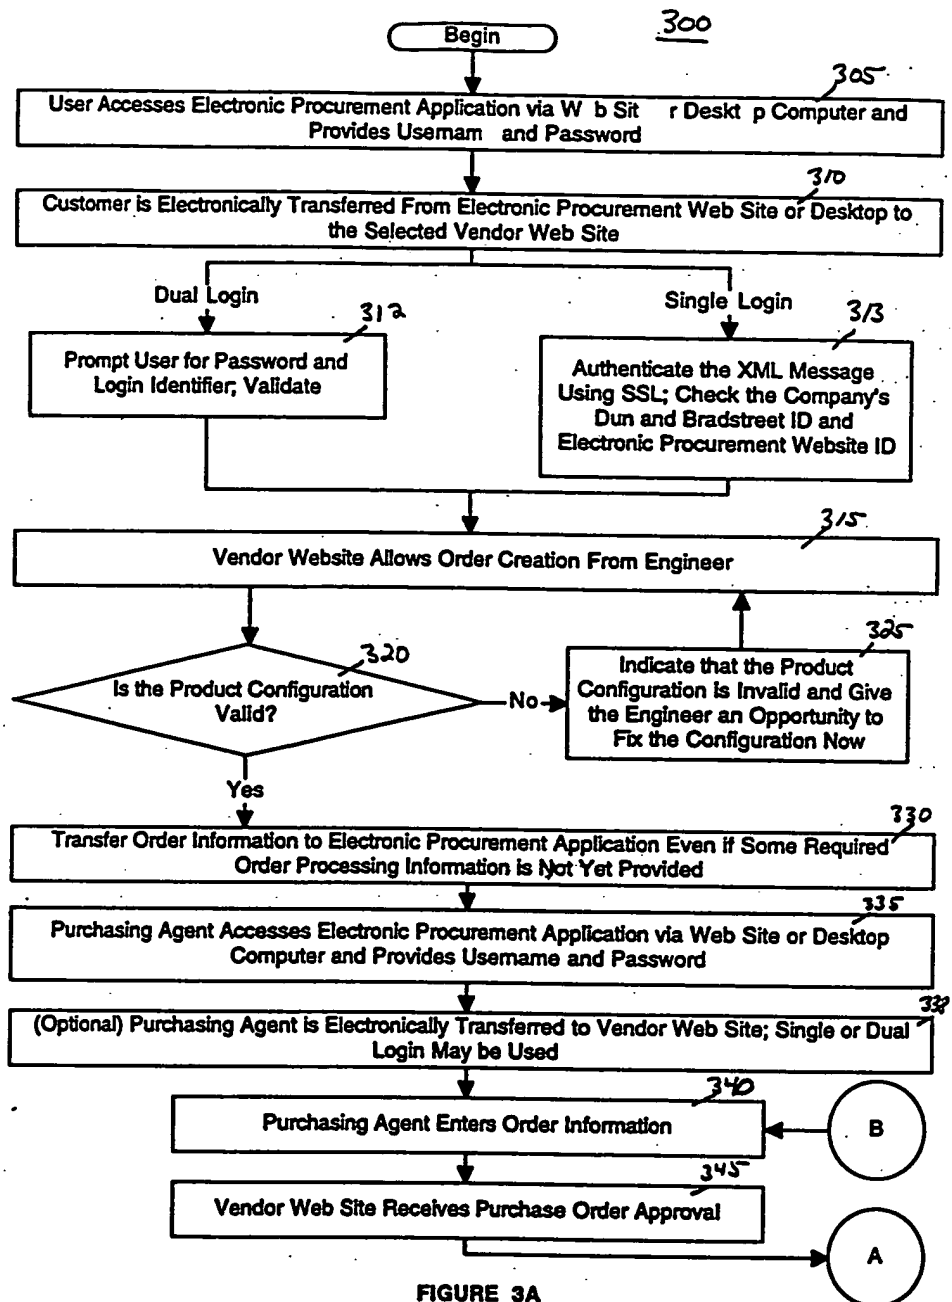 300
Begin
305
User Accesses Electronic Procurement Application via W b Sit r Deskt p Computer and
Provides Usernam and Password
310
Customer is Electronically Transferred From Electronic Procurement Web Site or Desktop to
the Selected Vendor Web Site
Dual Login
Single Login
312
Prompt User for Password and
Login Identifier; Validate
313
Authenticate the XML Message
Using SSL; Check the Company's
Dun and Bradstreet ID and
Electronic Procurement Website ID
315
Vendor Website Allows Order Creation From Engineer
320
Is the Product Configuration
Valid?
No
325
Indicate that the Product
Configuration is Invalid and Give
the Engineer an Opportunity to
Fix the Configuration Now
Yes
330
Transfer Order Information to Electronic Procurement Application Even if Some Required
Order Processing Information is Not Yet Provided
335
Purchasing Agent Accesses Electronic Procurement Application via Web Site or Desktop
Computer and Provides Username and Password
338
(Optional) Purchasing Agent is Electronically Transferred to Vendor Web Site; Single or Dual
Login May be Used
340
Purchasing Agent Enters Order Information
B
345
Vendor Web Site Receives Purchase Order Approval
A
FIGURE 3A